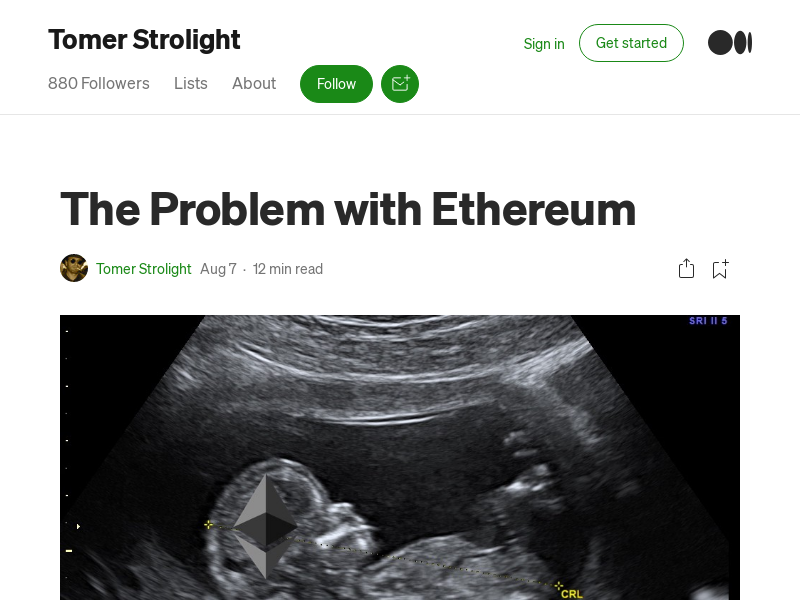 Tomer Strolight
Sign in
Get started
880 Followers
Lists
About
Follow
The Problem with Ethereum
Tomer Strolight Aug 7 · 12 min read
SRI II 5
CRL